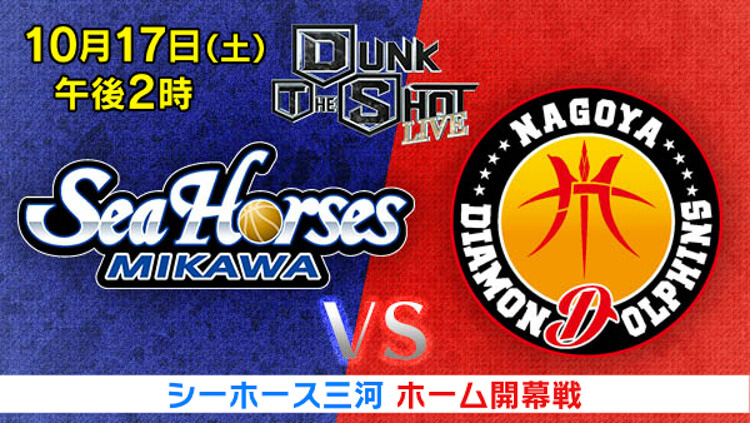 10月17日(土)
午後2時
DUNK
THE SHOT
LIVE
SeaHorses
MIKAWA
NAGOYA
DIAMOND DOLPHINS
VS
シーホース三河 ホーム開幕戦